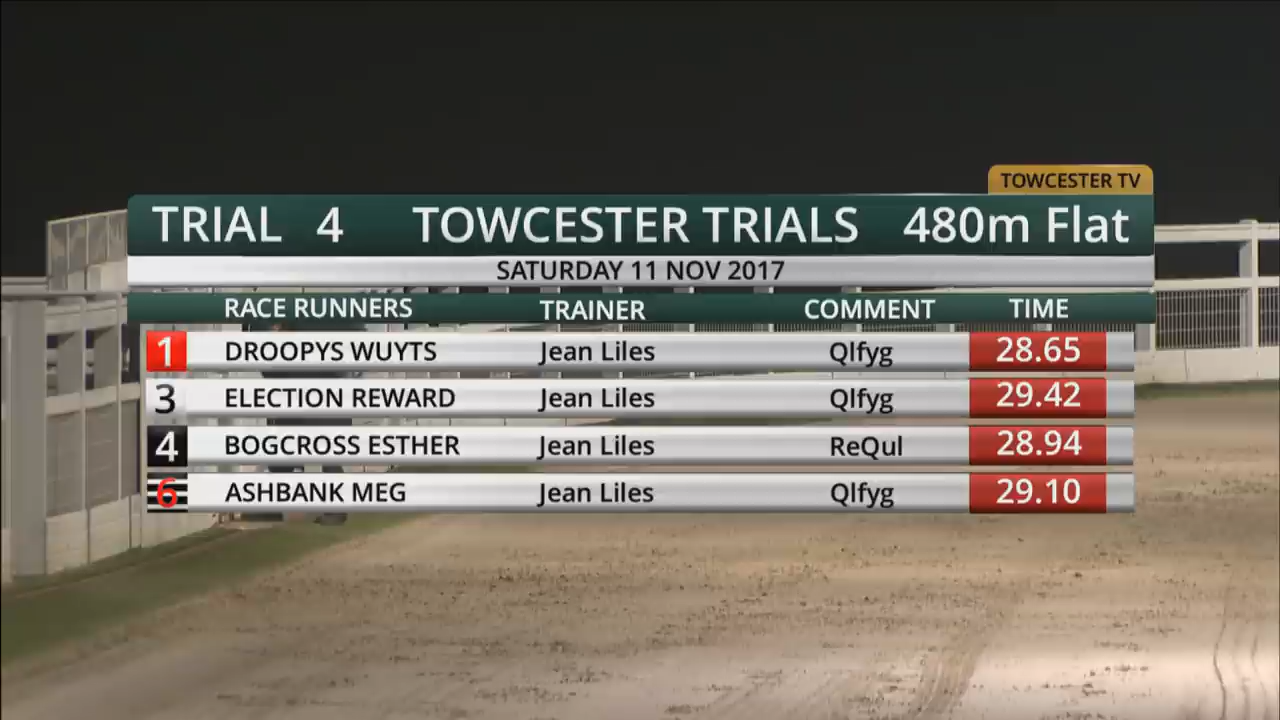 TOWCESTER TV
TRIAL 4 TOWCESTER TRIALS 480m Flat
SATURDAY 11 NOV 2017
RACE RUNNERS TRAINER COMMENT TIME
1 DROOPYS WUYTS Jean Liles Qlfyg 28.65
3 ELECTION REWARD Jean Liles Qlfyg 29.42
4 BOGCROSS ESTHER Jean Liles ReQul 28.94
6 ASHBANK MEG Jean Liles Qlfyg 29.10